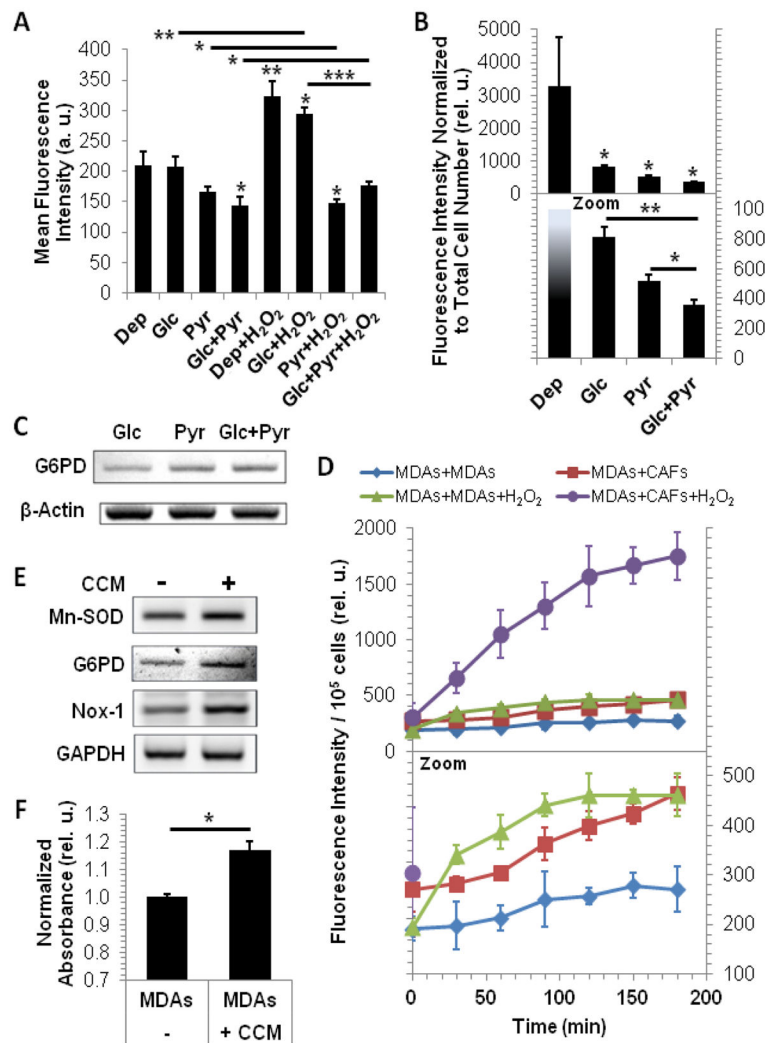 A
Mean Fluorescence
Intensity (a. u.)
400
350
300
250
200
150
100
50
0
**
*
*
**
*
***
*
*
Dep
Glc
Pyr
Glc+Pyr
Dep+H₂O₂
Glc+H₂O₂
Pyr+H₂O₂
Glc+Pyr+H₂O₂
B
Fluorescence Intensity Normalized
to Total Cell Number (rel. u.)
5000
4000
3000
2000
1000
0
*
*
*
Zoom
**
*
100
800
600
400
200
0
Dep
Glc
Pyr
Glc+Pyr
C
Glc Pyr Glc+Pyr
G6PD
β-Actin
D
MDAs+MDAs
MDAs+CAFs
MDAs+MDAs+H₂O₂
MDAs+CAFs+H₂O₂
Fluorescence Intensity / 10⁵ cells (rel. u.)
2000
1500
1000
500
0
Zoom
500
400
300
200
100
0 50 100 150 200
Time (min)
E
CCM - +
Mn-SOD
G6PD
Nox-1
GAPDH
F
Normalized
Absorbance (rel. u.)
1.3
1.2
1.1
1.0
0.9
0.8
0.7
*
MDAs MDAs
- + CCM